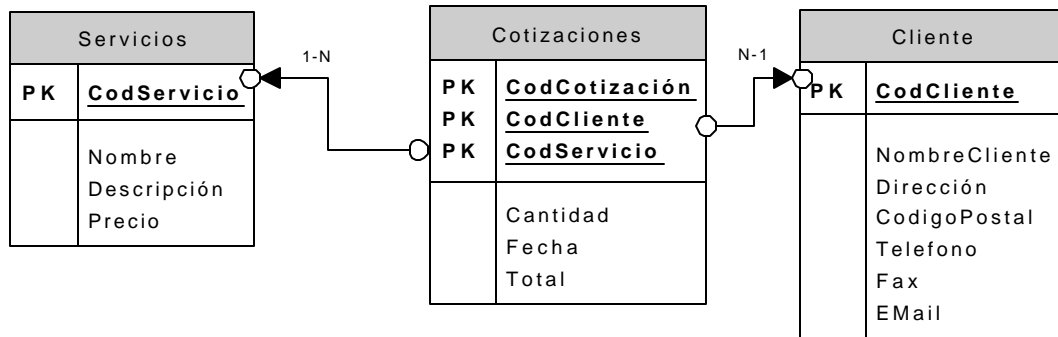 Servicios
PK CodServicio
Nombre
Descripción
Precio
1-N
Cotizaciones
PK CodCotización
PK CodCliente
PK CodServicio
Cantidad
Fecha
Total
N-1
Cliente
PK CodCliente
NombreCliente
Dirección
CodigoPostal
Telefono
Fax
EMail